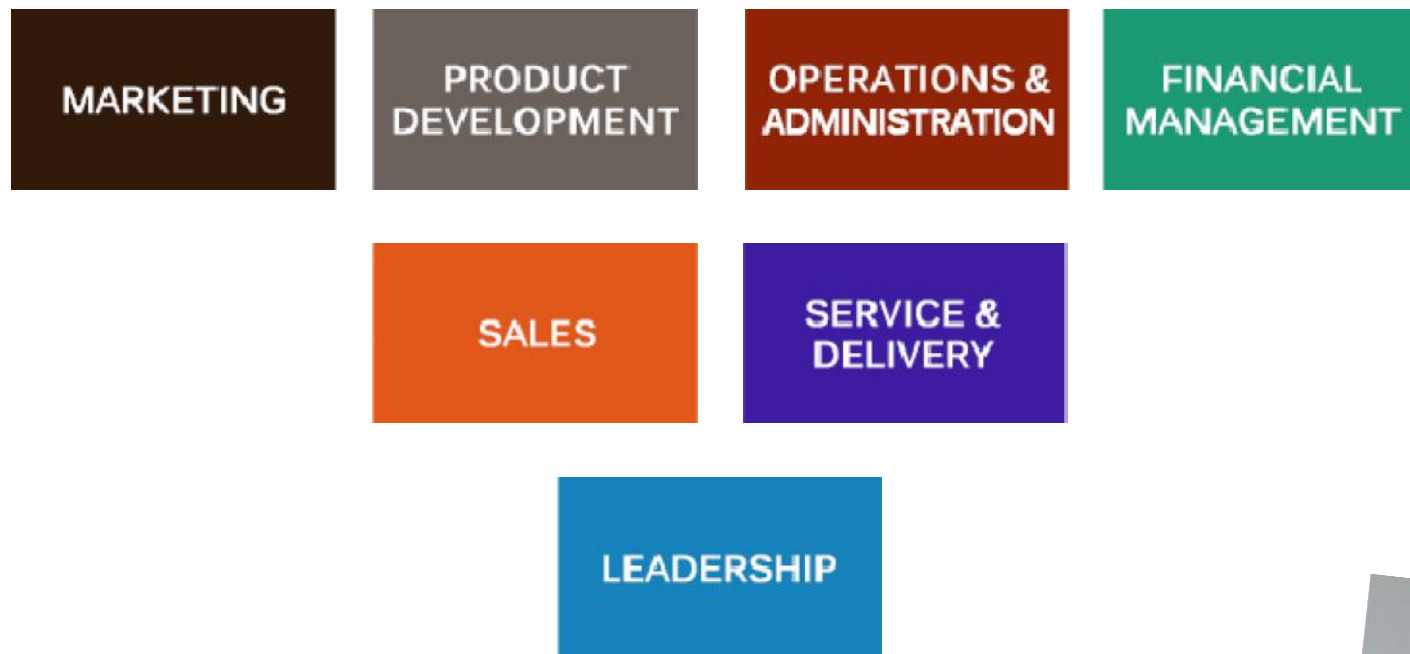 MARKETING
PRODUCT
DEVELOPMENT
OPERATIONS &
ADMINISTRATION
FINANCIAL
MANAGEMENT
SALES
SERVICE &
DELIVERY
LEADERSHIP